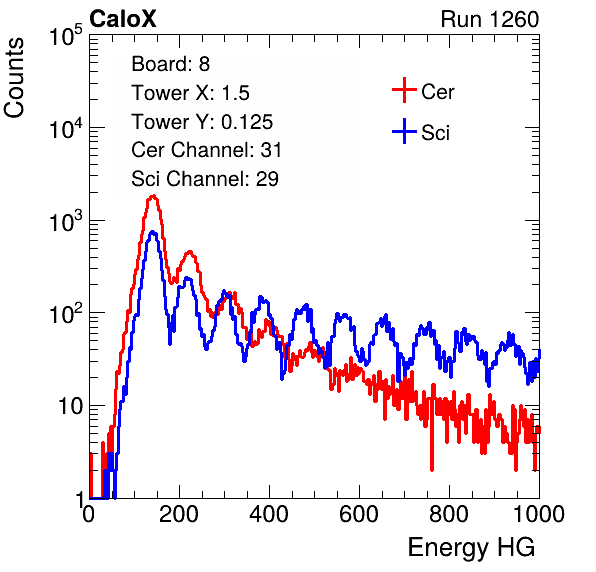 CaloX Run 1260
Counts
10^5
10^4
10^3
10^2
10
1
Board: 8
Tower X: 1.5
Tower Y: 0.125
Cer Channel: 31
Sci Channel: 29
Cer
Sci
0 200 400 600 800 1000
Energy HG